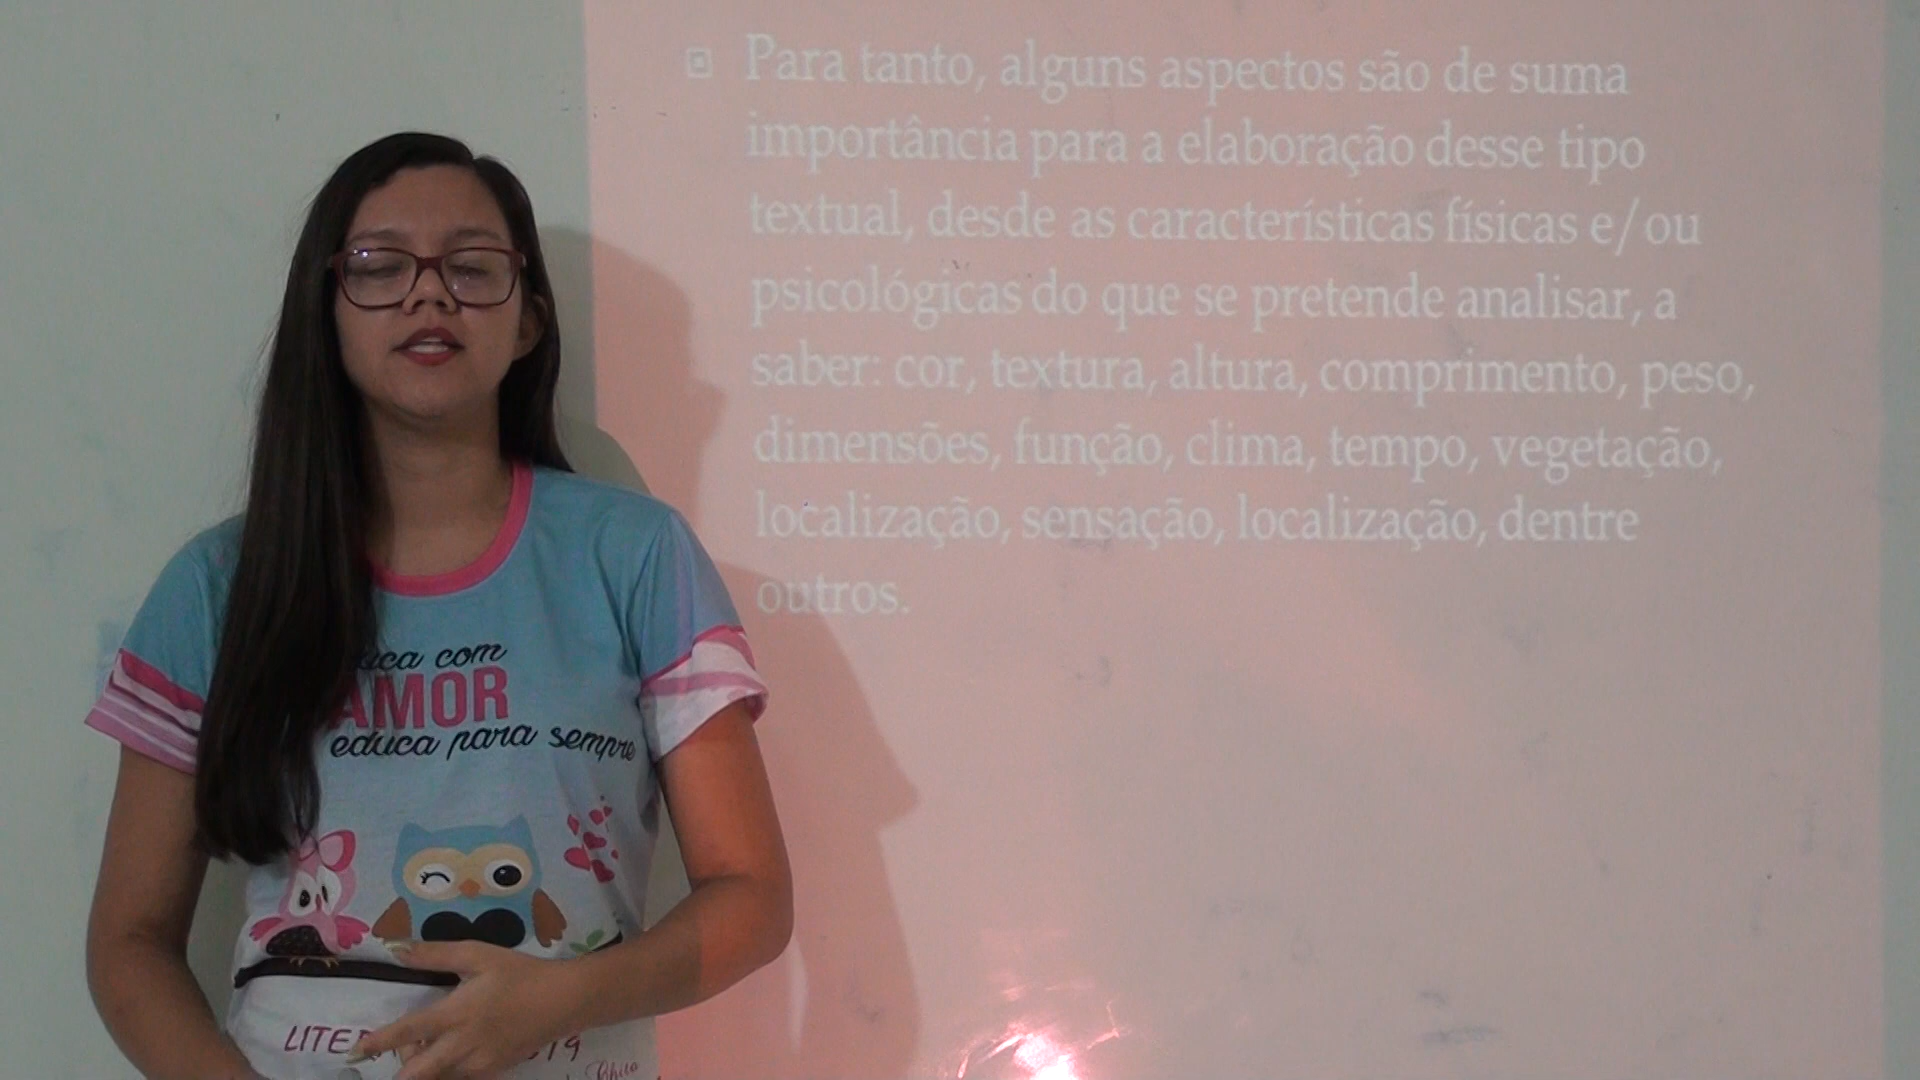 Para tanto, alguns aspectos são de suma
importância para a elaboração desse tipo
textual, desde as características físicas e/ou
psicológicas do que se pretende analisar, a
saber: cor, textura, altura, comprimento, peso,
dimensões, função, clima, tempo, vegetação,
localização, sensação, localização, dentre
outros.
com
AMOR
educa para sempre